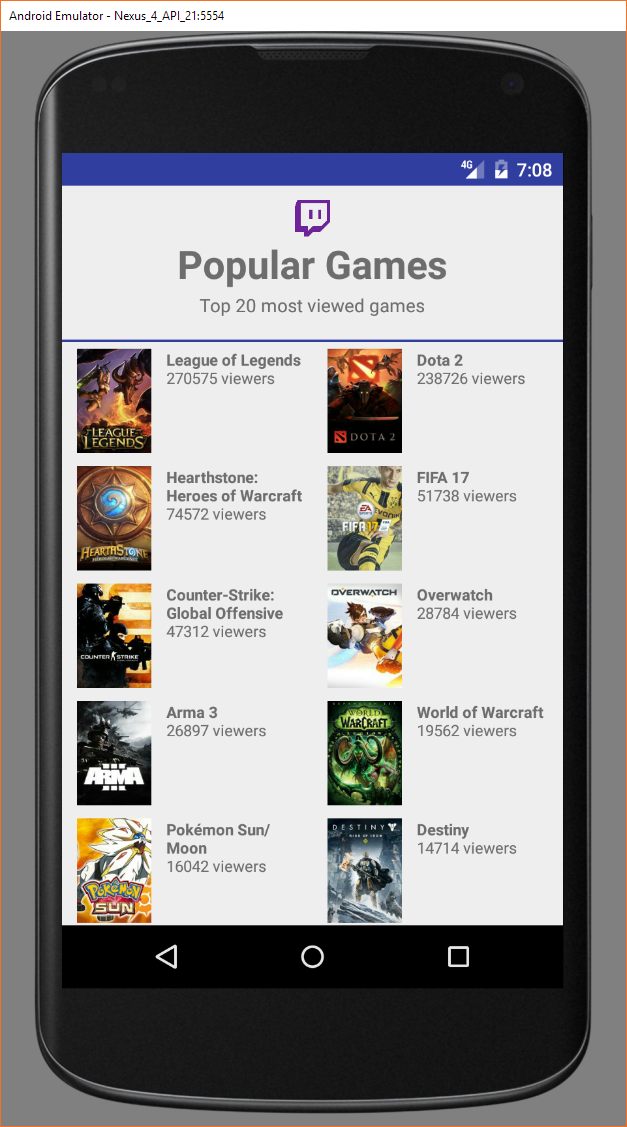 Android Emulator - Nexus_4_API_21:5554
4G 7:08
Popular Games
Top 20 most viewed games
LEAGUE OF LEGENDS
League of Legends
270575 viewers
DOTA 2
Dota 2
238726 viewers
HEARTHSTONE
Hearthstone:
Heroes of Warcraft
74572 viewers
EA
SPORTS
FIFA 17
FIFA 17
51738 viewers
COUNTER STRIKE
Counter-Strike:
Global Offensive
47312 viewers
OVERWATCH
Overwatch
28784 viewers
ARMA
III
Arma 3
26897 viewers
WORLD
WARCRAFT
World of Warcraft
19562 viewers
POKÉMON
SUN
Pokémon Sun/
Moon
16042 viewers
DESTINY
RISE OF IRON
Destiny
14714 viewers